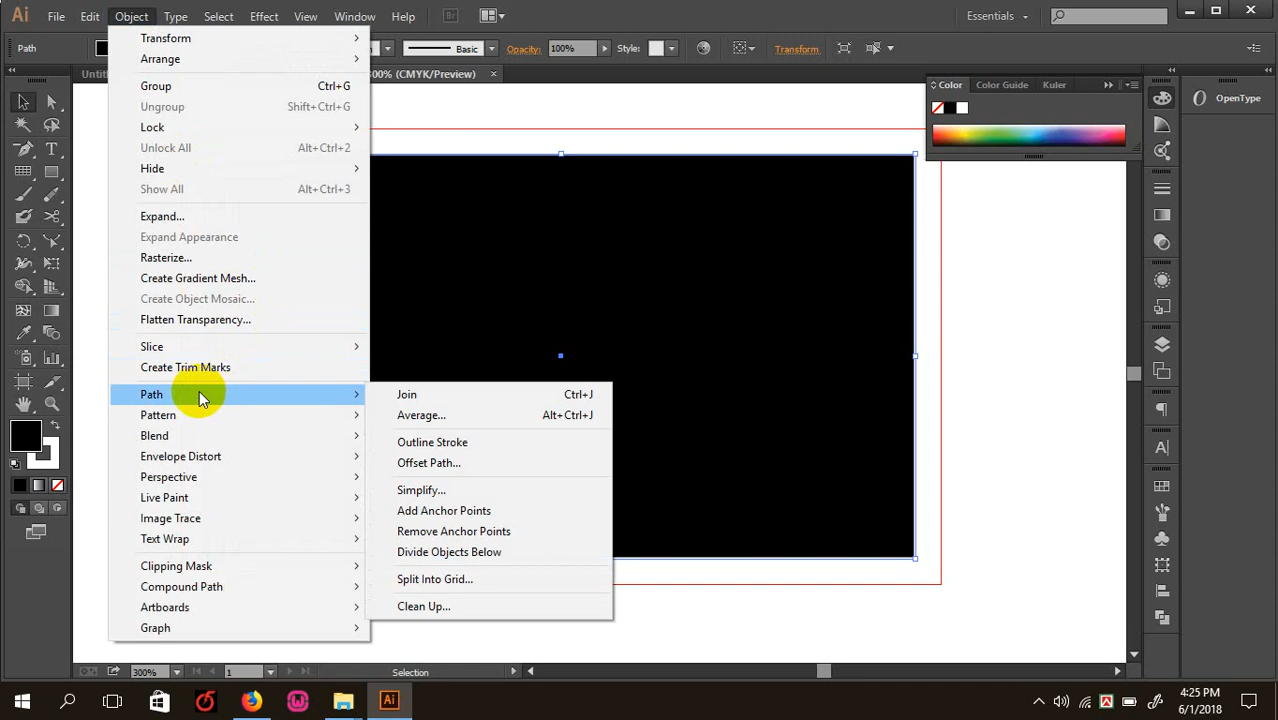 Ai File Edit Object Type Select Effect View Window Help Br Essentials
Path Basic Opacity: 100% Style: Transform
00% (CMYK/Preview) ×
Color Color Guide Kuler
OpenType
Transform
Arrange
Group Ctrl+G
Ungroup Shift+Ctrl+G
Lock
Unlock All Alt+Ctrl+2
Hide
Show All Alt+Ctrl+3
Expand...
Expand Appearance
Rasterize...
Create Gradient Mesh...
Create Object Mosaic...
Flatten Transparency...
Slice
Create Trim Marks
Path
Pattern
Blend
Envelope Distort
Perspective
Live Paint
Image Trace
Text Wrap
Clipping Mask
Compound Path
Artboards
Graph
Join Ctrl+J
Average... Alt+Ctrl+J
Outline Stroke
Offset Path...
Simplify...
Add Anchor Points
Remove Anchor Points
Divide Objects Below
Split Into Grid...
Clean Up...
300% 1 Selection
Ai
4:25 PM
6/1/2018